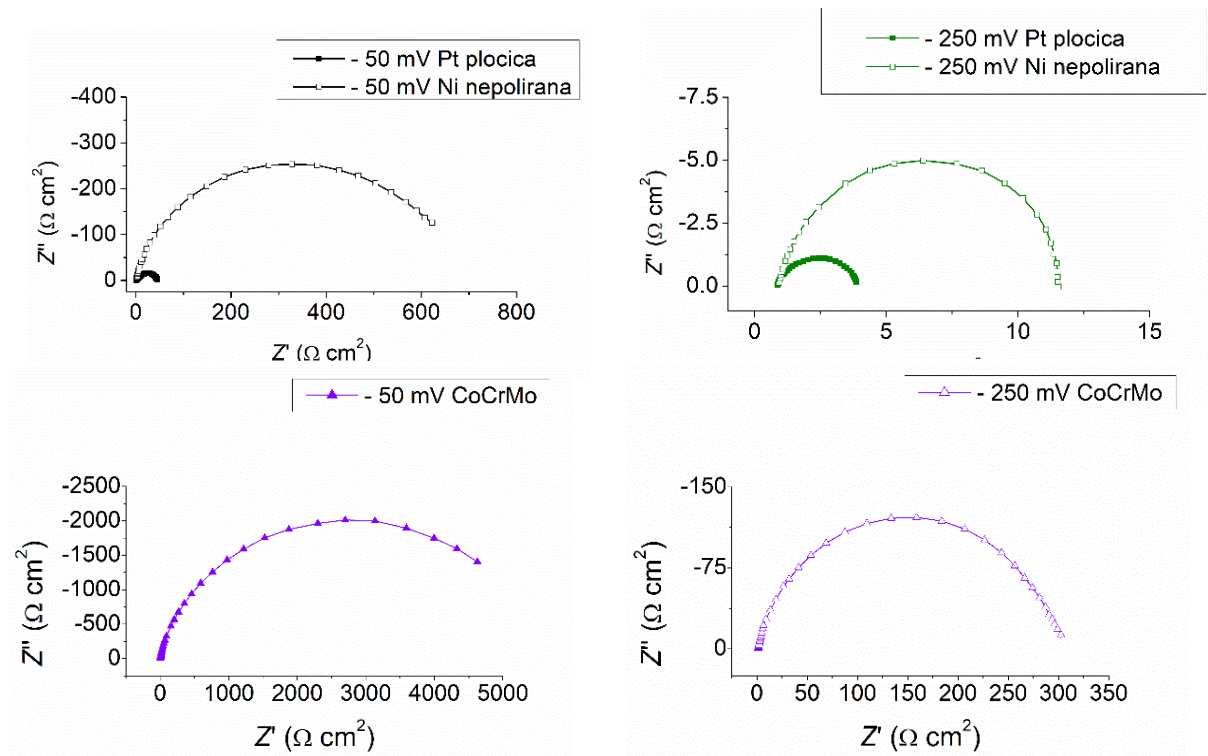 - 50 mV Pt plocica
- 50 mV Ni nepolirana
-400
-300
-200
-100
0
Z'' (Ω cm²)
0 200 400 600 800
Z' (Ω cm²)
- 250 mV Pt plocica
- 250 mV Ni nepolirana
-7.5
-5.0
-2.5
0.0
Z'' (Ω cm²)
0 5 10 15
- 50 mV CoCrMo
-2500
-2000
-1500
-1000
-500
0
Z'' (Ω cm²)
0 1000 2000 3000 4000 5000
Z' (Ω cm²)
- 250 mV CoCrMo
-150
-75
0
Z'' (Ω cm²)
0 50 100 150 200 250 300 350
Z' (Ω cm²)